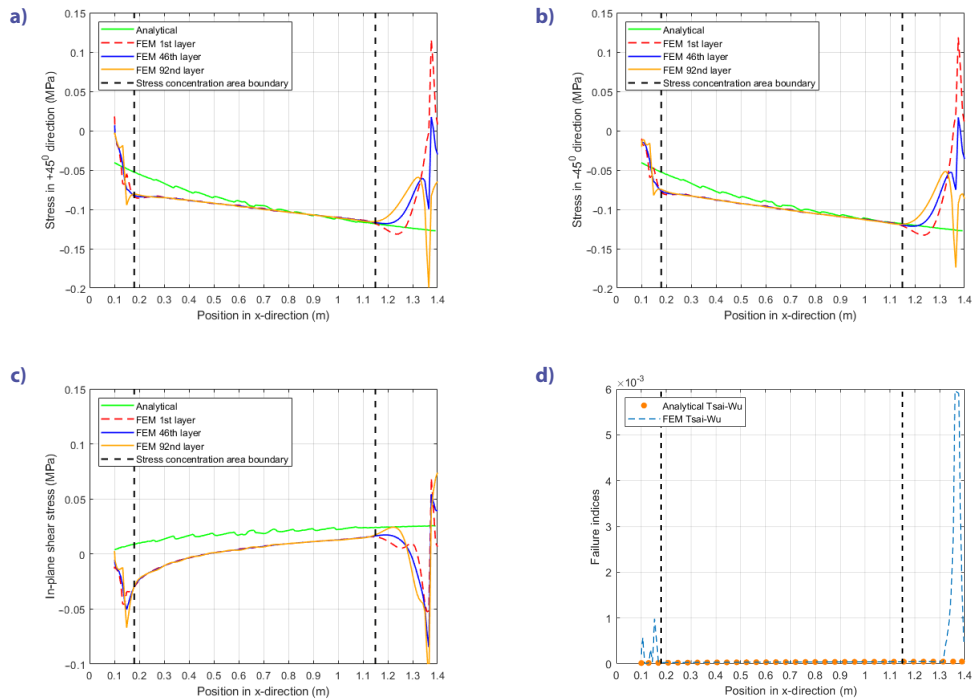 a)
Analytical
FEM 1st layer
FEM 46th layer
FEM 92nd layer
Stress concentration area boundary
Stress in +45⁰ direction (MPa)
0.15
0.1
0.05
0
−0.05
−0.1
−0.15
−0.2
0 0.1 0.2 0.3 0.4 0.5 0.6 0.7 0.8 0.9 1 1.1 1.2 1.3 1.4
Position in x-direction (m)
b)
Analytical
FEM 1st layer
FEM 46th layer
FEM 92nd layer
Stress concentration area boundary
Stress in -45⁰ direction (MPa)
0.15
0.1
0.05
0
−0.05
−0.1
−0.15
−0.2
0 0.1 0.2 0.3 0.4 0.5 0.6 0.7 0.8 0.9 1 1.1 1.2 1.3 1.4
Position in x-direction (m)
c)
Analytical
FEM 1st layer
FEM 46th layer
FEM 92nd layer
Stress concentration area boundary
In-plane shear stress (MPa)
0.15
0.1
0.05
0
−0.05
−0.1
0 0.1 0.2 0.3 0.4 0.5 0.6 0.7 0.8 0.9 1 1.1 1.2 1.3 1.4
Position in x-direction (m)
d)
×10⁻³
Analytical Tsai-Wu
FEM Tsai-Wu
Failure indices
6
5
4
3
2
1
0
0 0.1 0.2 0.3 0.4 0.5 0.6 0.7 0.8 0.9 1 1.1 1.2 1.3 1.4
Position in x-direction (m)